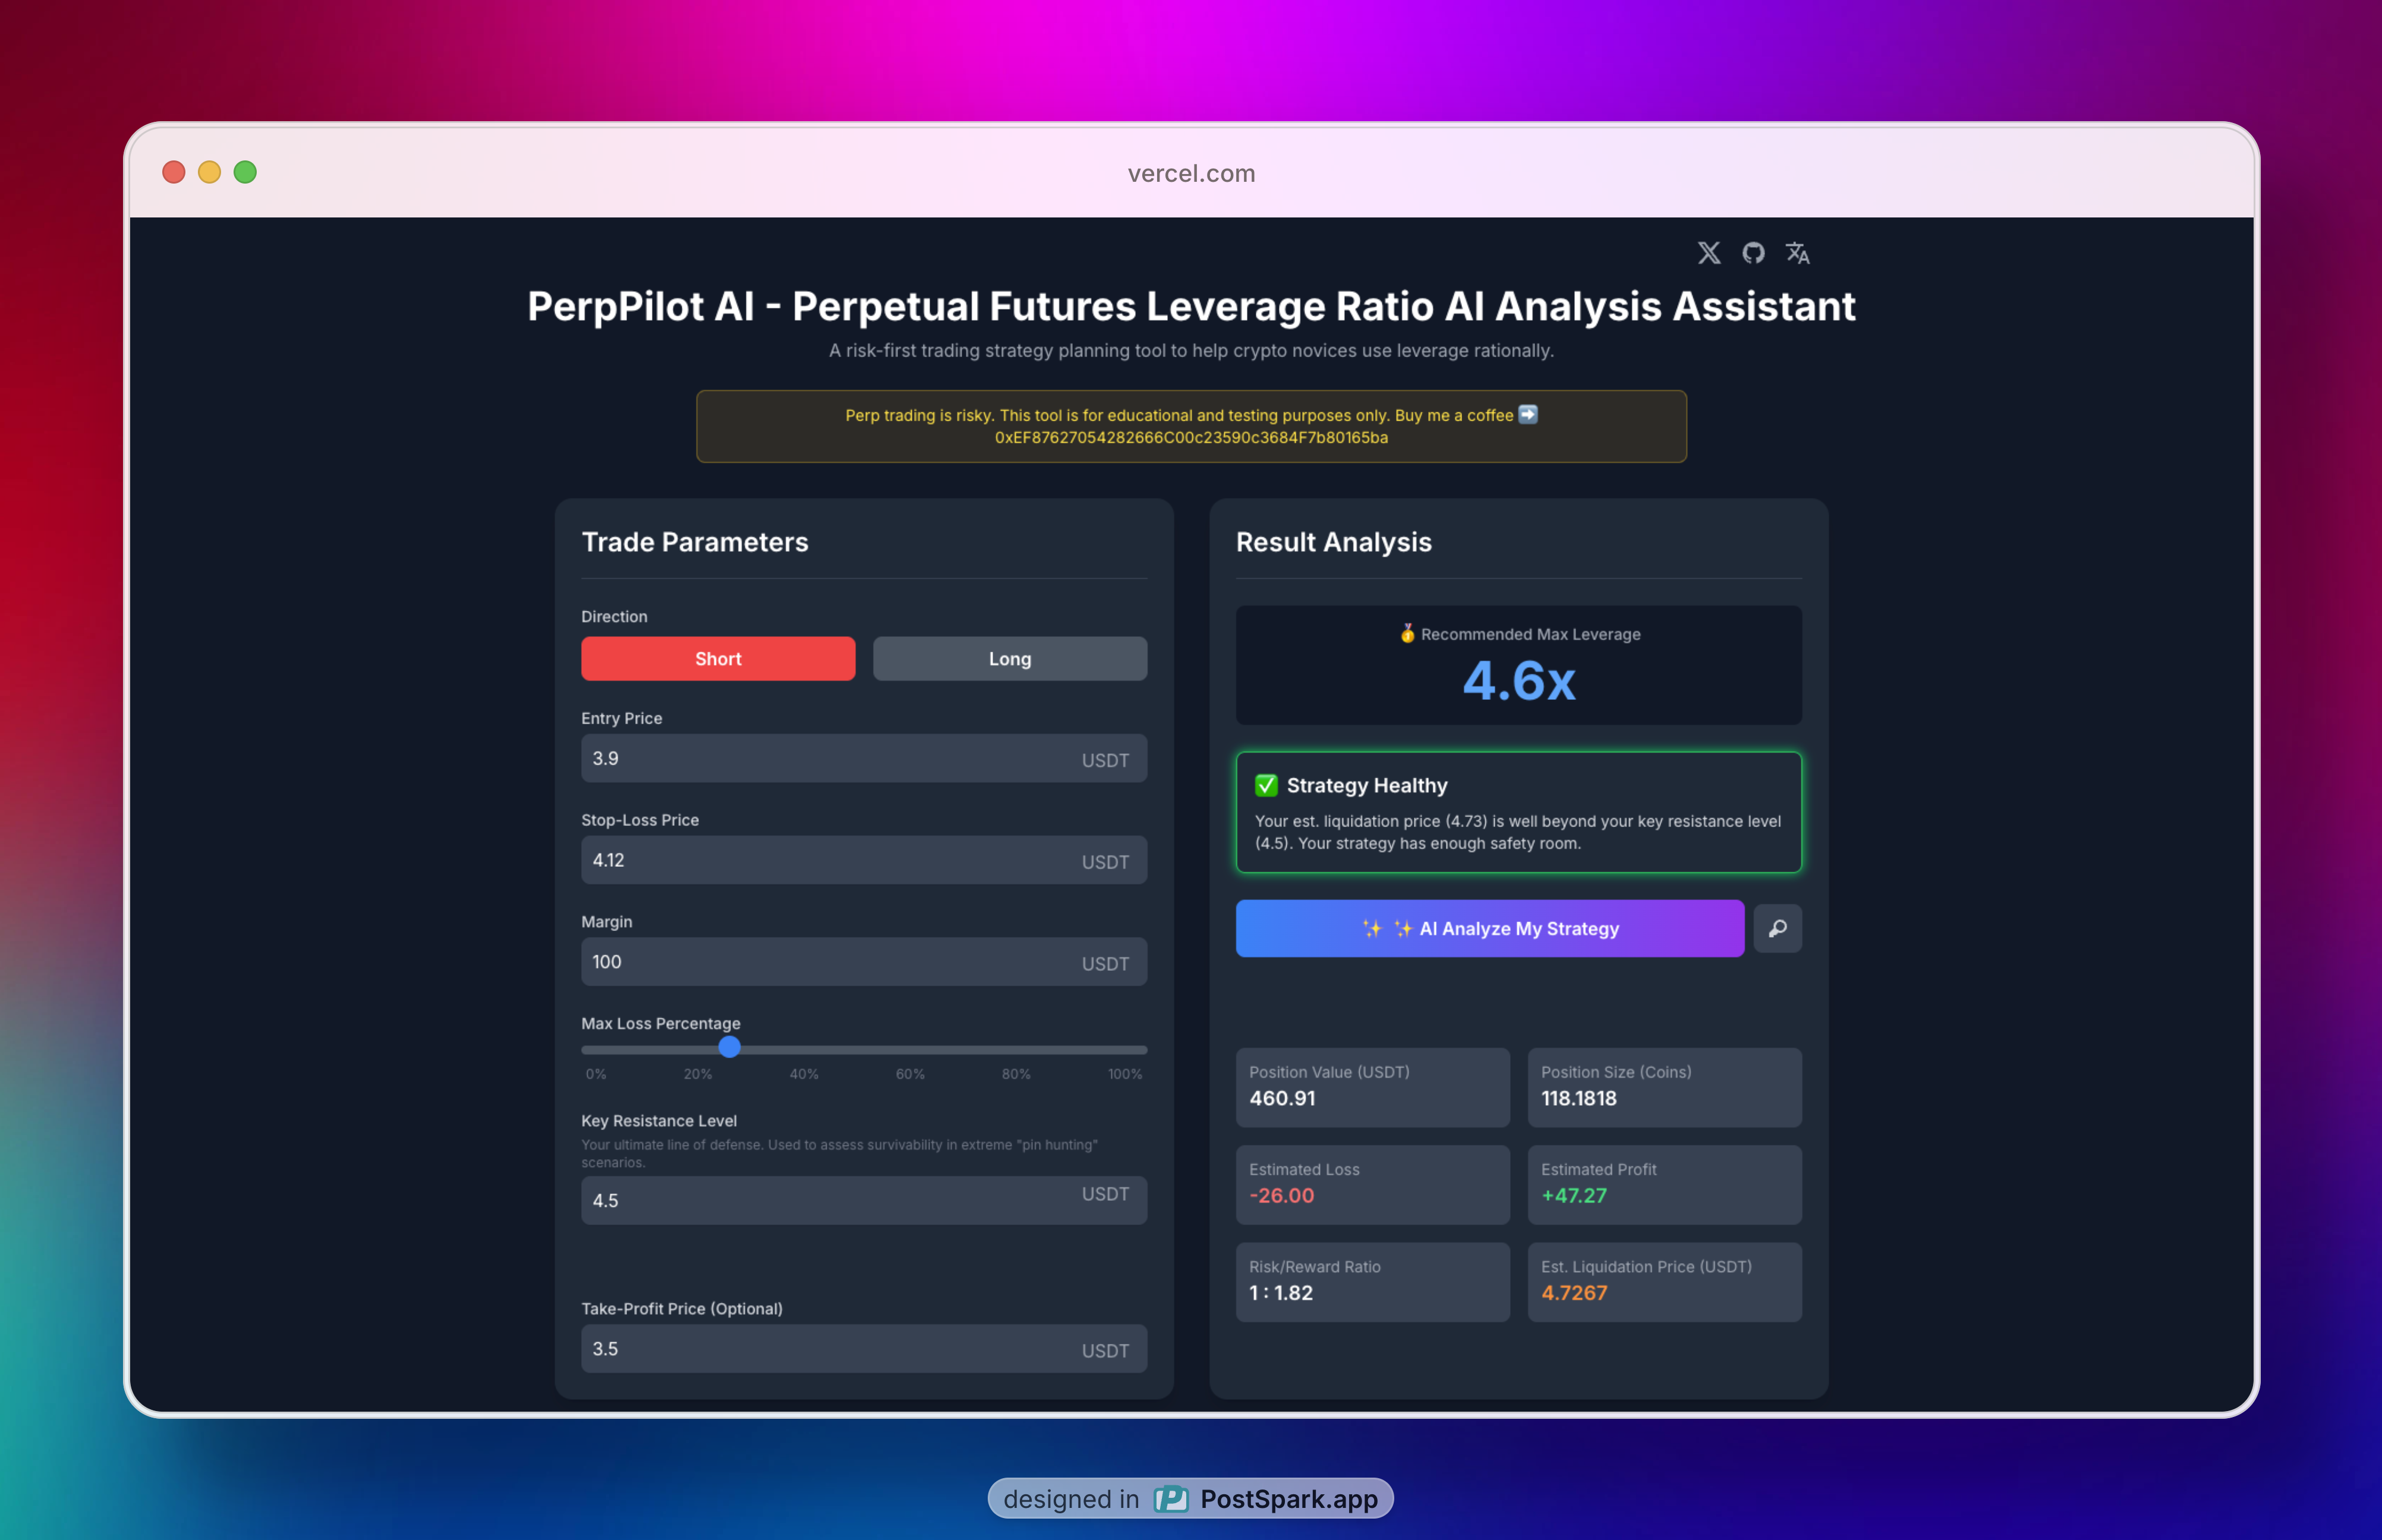 vercel.com
PerpPilot AI - Perpetual Futures Leverage Ratio AI Analysis Assistant
A risk-first trading strategy planning tool to help crypto novices use leverage rationally.
Perp trading is risky. This tool is for educational and testing purposes only. Buy me a coffee ➡️
0xEF87627054282666C00c23590c3684F7b80165ba
Trade Parameters
Direction
Short
Long
Entry Price
3.9 USDT
Stop-Loss Price
4.12 USDT
Margin
100 USDT
Max Loss Percentage
0% 20% 40% 60% 80% 100%
Key Resistance Level
Your ultimate line of defense. Used to assess survivability in extreme "pin hunting"
scenarios.
4.5 USDT
Take-Profit Price (Optional)
3.5 USDT
Result Analysis
🏅 Recommended Max Leverage
4.6x
✅ Strategy Healthy
Your est. liquidation price (4.73) is well beyond your key resistance level
(4.5). Your strategy has enough safety room.
✨ ✨ AI Analyze My Strategy
Position Value (USDT)
460.91
Position Size (Coins)
118.1818
Estimated Loss
-26.00
Estimated Profit
+47.27
Risk/Reward Ratio
1 : 1.82
Est. Liquidation Price (USDT)
4.7267
designed in PostSpark.app